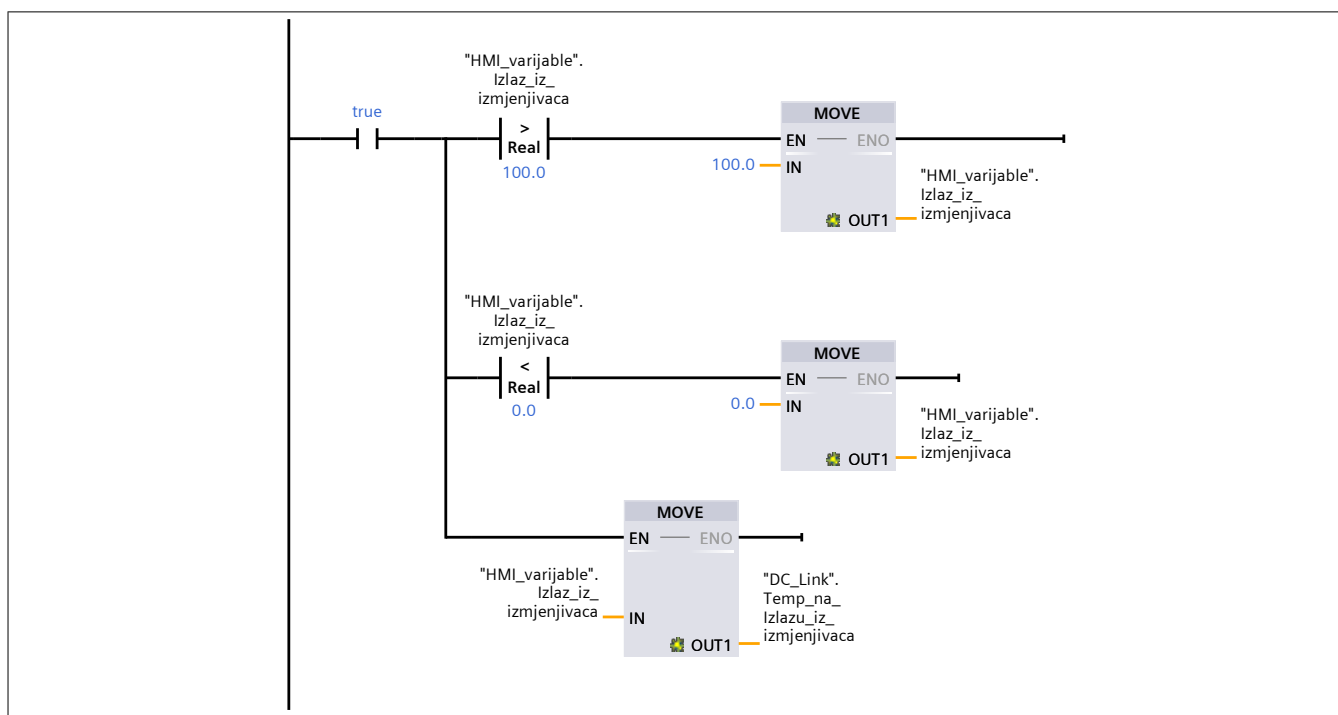 "HMI_varijable".
Izlaz_iz_
izmjenjivaca
true
>
Real
100.0
MOVE
EN
ENO
100.0
IN
OUT1
"HMI_varijable".
Izlaz_iz_
izmjenjivaca
"HMI_varijable".
Izlaz_iz_
izmjenjivaca
<
Real
0.0
MOVE
EN
ENO
0.0
IN
OUT1
"HMI_varijable".
Izlaz_iz_
izmjenjivaca
MOVE
EN
ENO
"HMI_varijable".
Izlaz_iz_
izmjenjivaca
IN
OUT1
"DC_Link".
Temp_na_
Izlazu_iz_
izmjenjivaca